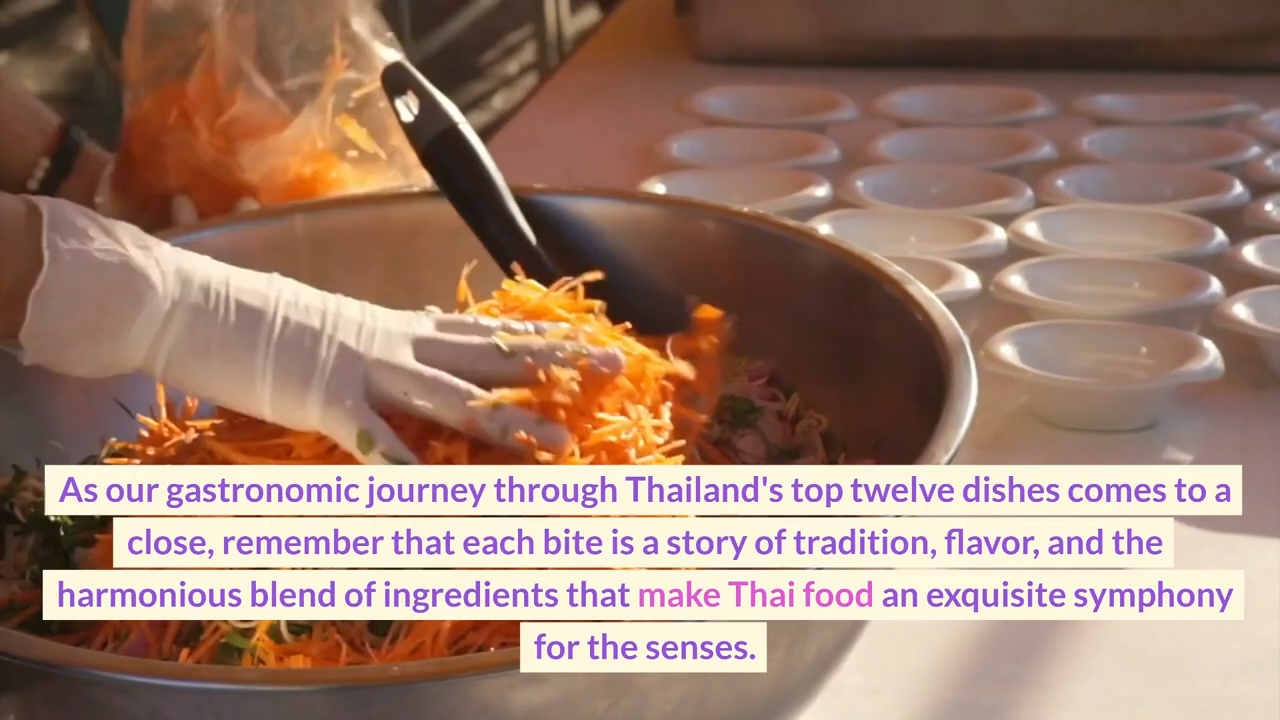 As our gastronomic journey through Thailand's top twelve dishes comes to a
close, remember that each bite is a story of tradition, flavor, and the
harmonious blend of ingredients that make Thai food an exquisite symphony
for the senses.